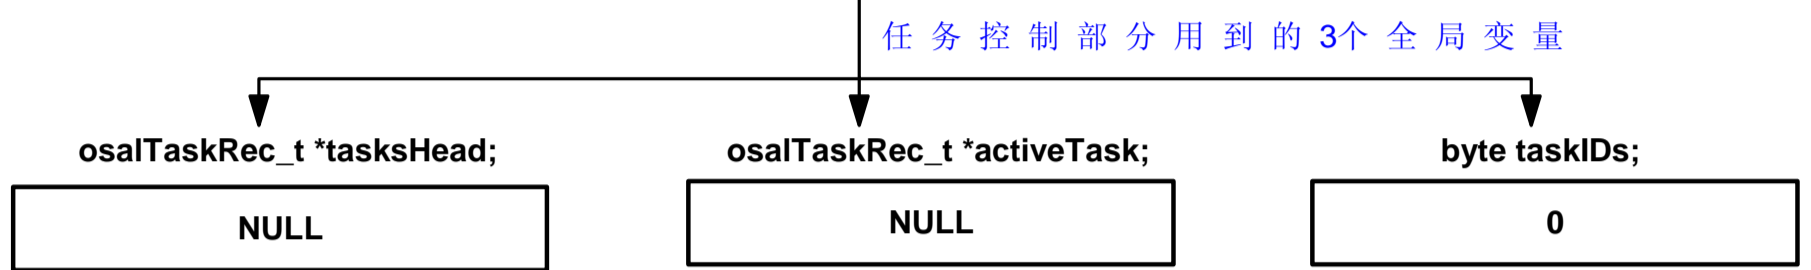 任务控制部分用到的3个全局变量
osalTaskRec_t *tasksHead; osalTaskRec_t *activeTask; byte taskIDs;
NULL NULL 0